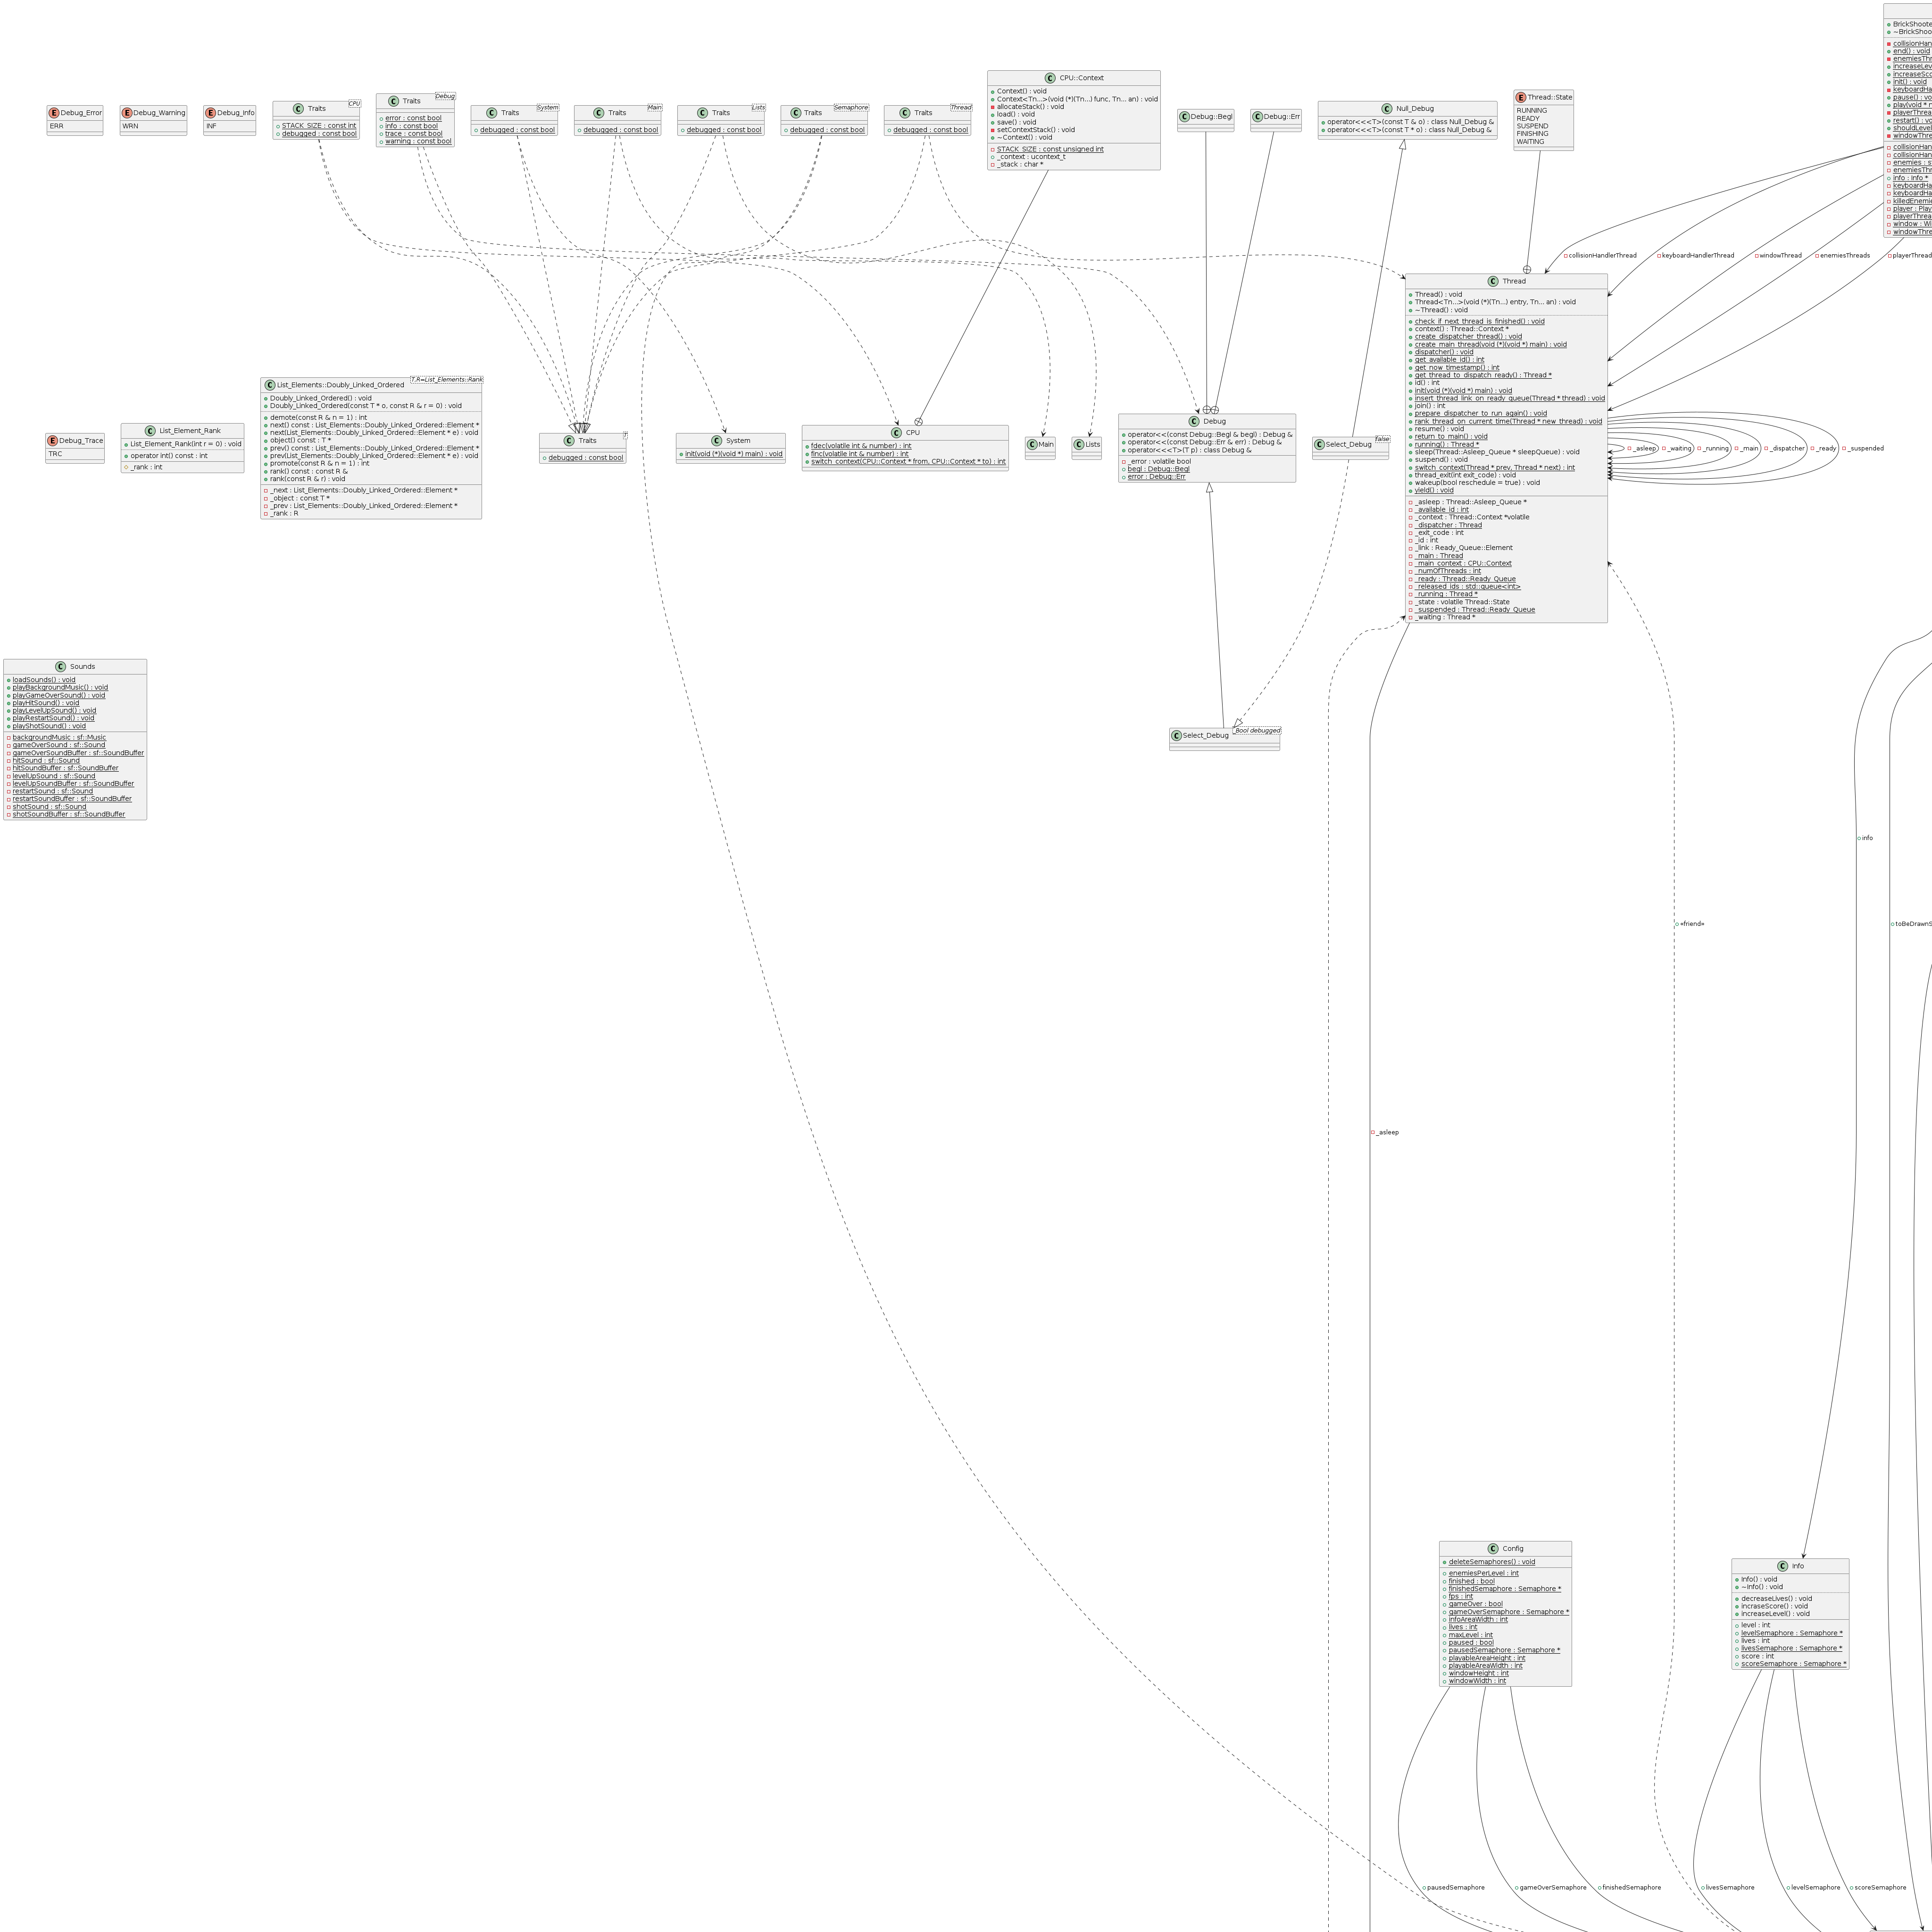 Debug_Error
ERR
Debug_Warning
WRN
Debug_Info
INF
Traits
CPU
STACK_SIZE : const int
debugged : const bool
Traits
Debug
error : const bool
info : const bool
trace : const bool
warning : const bool
Traits
System
debugged : const bool
Traits
Main
debugged : const bool
Traits
Lists
debugged : const bool
Traits
Semaphore
debugged : const bool
Traits
Thread
debugged : const bool
CPU::Context
Context() : void
Context<Tn...>(void (*)(Tn...) func, Tn... an) : void
allocateStack() : void
load() : void
save() : void
setContextStack() : void
~Context() : void
STACK_SIZE : const unsigned int
_context : ucontext_t
_stack : char *
Debug::Begl
Debug::Err
Null_Debug
operator<<<T>(const T & o) : class Null_Debug &
operator<<<T>(const T * o) : class Null_Debug &
Thread::State
RUNNING
READY
SUSPEND
FINISHING
WAITING
BrickShoote
~BrickShoo
collisionHan
end() : void
enemiesThr
increaseLev
increaseSco
init() : void
keyboardHa
pause() : vo
play(void * n
playerThrea
restart() : vo
shouldLevel
windowThre
collisionHan
collisionHan
enemies : s
enemiesThr
info : Info *
keyboardHa
keyboardHa
killedEnemie
player : Play
playerThrea
window : Wi
windowThre
collisionHandlerThread
keyboardHandlerThread
windowThread
enemiesThreads
playerThread
Debug_Trace
TRC
List_Element_Rank
List_Element_Rank(int r = 0) : void
operator int() const : int
_rank : int
List_Elements::Doubly_Linked_Ordered
T,R=List_Elements::Rank
Doubly_Linked_Ordered() : void
Doubly_Linked_Ordered(const T * o, const R & r = 0) : void
demote(const R & n = 1) : int
next() const : List_Elements::Doubly_Linked_Ordered::Element *
next(List_Elements::Doubly_Linked_Ordered::Element * e) : void
object() const : T *
prev() const : List_Elements::Doubly_Linked_Ordered::Element *
prev(List_Elements::Doubly_Linked_Ordered::Element * e) : void
promote(const R & n = 1) : int
rank() const : const R &
rank(const R & r) : void
_next : List_Elements::Doubly_Linked_Ordered::Element *
_object : const T *
_prev : List_Elements::Doubly_Linked_Ordered::Element *
_rank : R
Traits
T
debugged : const bool
System
init(void (*)(void *) main) : void
CPU
fdec(volatile int & number) : int
finc(volatile int & number) : int
switch_context(CPU::Context * from, CPU::Context * to) : int
Main
Lists
Debug
operator<<(const Debug::Begl & begl) : Debug &
operator<<(const Debug::Err & err) : Debug &
operator<<<T>(T p) : class Debug &
_error : volatile bool
begl : Debug::Begl
error : Debug::Err
Select_Debug
false
Thread
Thread() : void
Thread<Tn...>(void (*)(Tn...) entry, Tn... an) : void
~Thread() : void
check_if_next_thread_is_finished() : void
context() : Thread::Context *
create_dispatcher_thread() : void
create_main_thread(void (*)(void *) main) : void
dispatcher() : void
get_available_id() : int
get_now_timestamp() : int
get_thread_to_dispatch_ready() : Thread *
id() : int
init(void (*)(void *) main) : void
insert_thread_link_on_ready_queue(Thread * thread) : void
join() : int
prepare_dispatcher_to_run_again() : void
rank_thread_on_current_time(Thread * new_thread) : void
resume() : void
return_to_main() : void
running() : Thread *
sleep(Thread::Asleep_Queue * sleepQueue) : void
suspend() : void
switch_context(Thread * prev, Thread * next) : int
thread_exit(int exit_code) : void
wakeup(bool reschedule = true) : void
yield() : void
_asleep : Thread::Asleep_Queue *
_available_id : int
_context : Thread::Context *volatile
_dispatcher : Thread
_exit_code : int
_id : int
_link : Ready_Queue::Element
_main : Thread
_main_context : CPU::Context
_numOfThreads : int
_ready : Thread::Ready_Queue
_released_ids : std::queue<int>
_running : Thread *
_state : volatile Thread::State
_suspended : Thread::Ready_Queue
_waiting : Thread *
_asleep
_waiting
_running
_main
_dispatcher
_ready
_suspended
Sounds
loadSounds() : void
playBackgroundMusic() : void
playGameOverSound() : void
playHitSound() : void
playLevelUpSound() : void
playRestartSound() : void
playShotSound() : void
backgroundMusic : sf::Music
gameOverSound : sf::Sound
gameOverSoundBuffer : sf::SoundBuffer
hitSound : sf::Sound
hitSoundBuffer : sf::SoundBuffer
levelUpSound : sf::Sound
levelUpSoundBuffer : sf::SoundBuffer
restartSound : sf::Sound
restartSoundBuffer : sf::SoundBuffer
shotSound : sf::Sound
shotSoundBuffer : sf::SoundBuffer
Select_Debug
_Bool debugged
info
«friend»
toBeDrawnS
_asleep
Config
deleteSemaphores() : void
enemiesPerLevel : int
finished : bool
finishedSemaphore : Semaphore *
fps : int
gameOver : bool
gameOverSemaphore : Semaphore *
infoAreaWidth : int
lives : int
maxLevel : int
paused : bool
pausedSemaphore : Semaphore *
playableAreaHeight : int
playableAreaWidth : int
windowHeight : int
windowWidth : int
Info
Info() : void
~Info() : void
decreaseLives() : void
incraseScore() : void
increaseLevel() : void
level : int
levelSemaphore : Semaphore *
lives : int
livesSemaphore : Semaphore *
score : int
scoreSemaphore : Semaphore *
pausedSemaphore
gameOverSemaphore
finishedSemaphore
livesSemaphore
levelSemaphore
scoreSemaphore